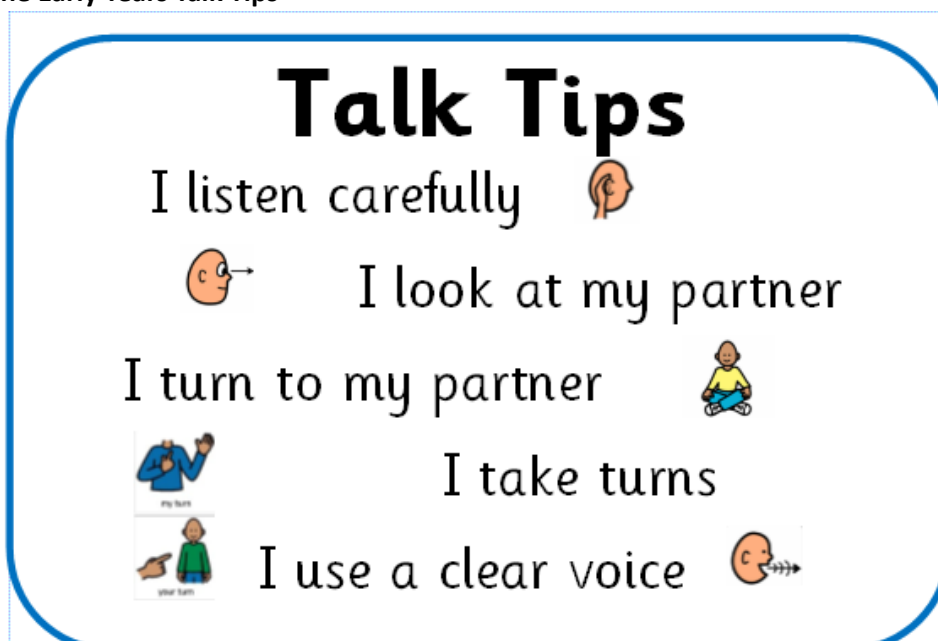 Talk Tips
I listen carefully
I look at my partner
I turn to my partner
I take turns
my turn
I use a clear voice
your turn